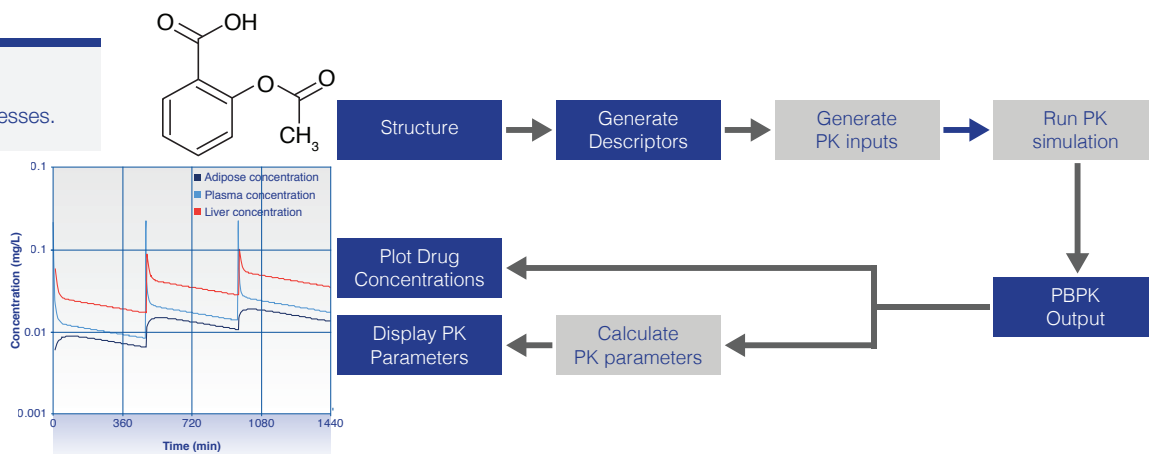 esses.
O
OH
O
O
CH3
Structure
Generate
Descriptors
Generate
PK inputs
Run PK
simulation
Plot Drug
Concentrations
PBPK
Output
Display PK
Parameters
Calculate
PK parameters
Adipose concentration
Plasma concentration
Liver concentration
Concentration (mg/L)
0.1
0.1
0.01
0.001
0
360
720
1080
1440
Time (min)